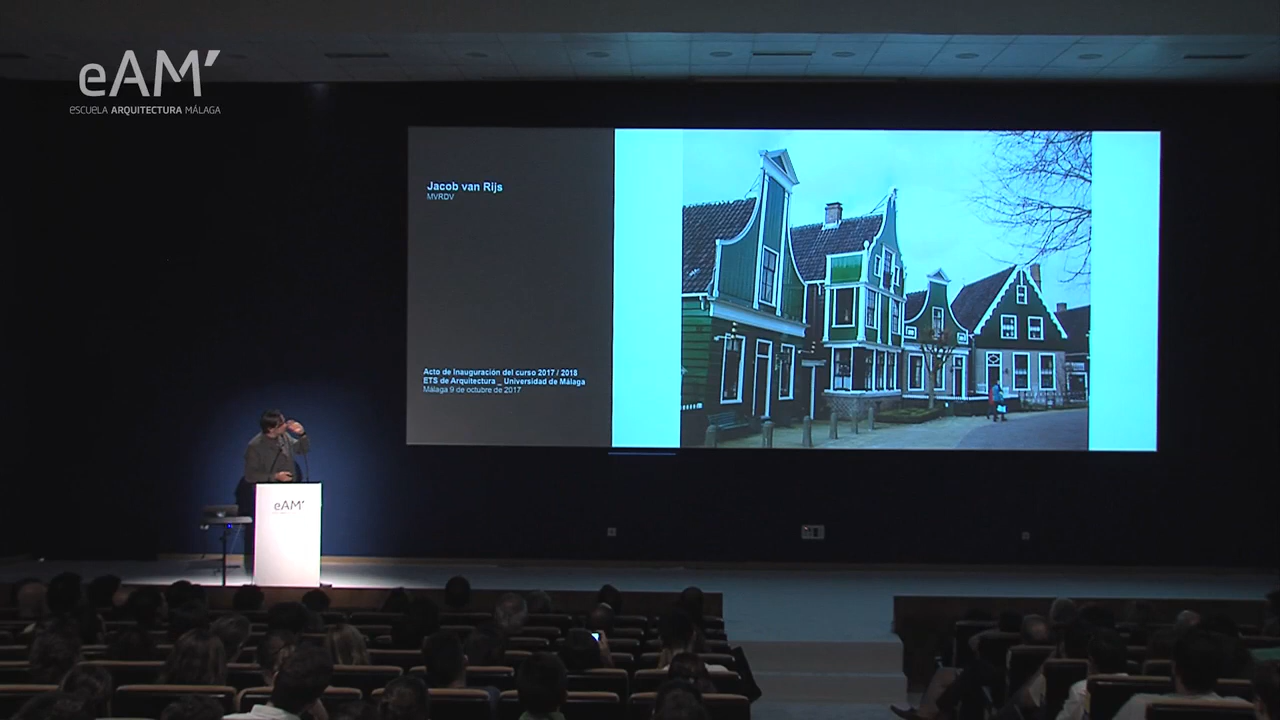 eAM'
eSCUELA ARQUITECTURA MÁLAGA
Jacob van Rijs
MVRDV
Acto de Inauguración del curso 2017 / 2018
ETS de Arquitectura _ Universidad de Málaga
Málaga 9 de octubre de 2017
eAM'